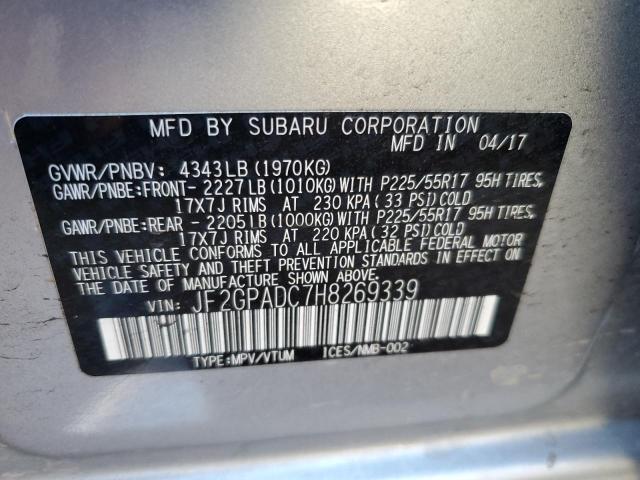 MFD BY SUBARU CORPORATION
MFD IN 04/17
GVWR/PNBV: 4343LB (1970KG)
GAWR/PNBE:FRONT- 2227LB(1010KG)WITH P225/55R17 95H TIRES,
17X7J RIMS AT 230 KPA (33 PSI)COLD
GAWR/PNBE:REAR - 2205LB(1000KG)WITH P225/55R17 95H TIRES,
17X7J RIMS AT 220 KPA (32 PSI)COLD
THIS VEHICLE CONFORMS TO ALL APPLICABLE FEDERAL MOTOR
VEHICLE SAFETY AND THEFT PREVENTION STANDARDS IN EFFECT ON
THE DATE OF MANUFACTURE SHOWN ABOVE.
VIN: JF2GPADC7H8269339
TYPE:MPV/VTUM ICES/NMB-002